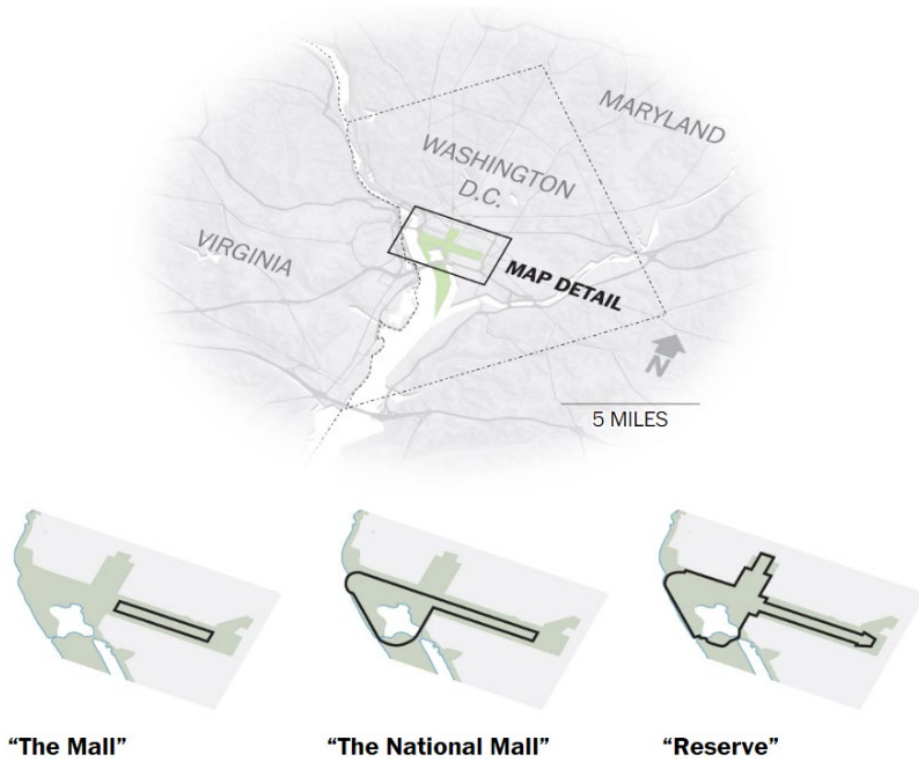 MARYLAND
WASHINGTON
D.C.
VIRGINIA
MAP DETAIL
N
5 MILES
“The Mall”
“The National Mall”
“Reserve”